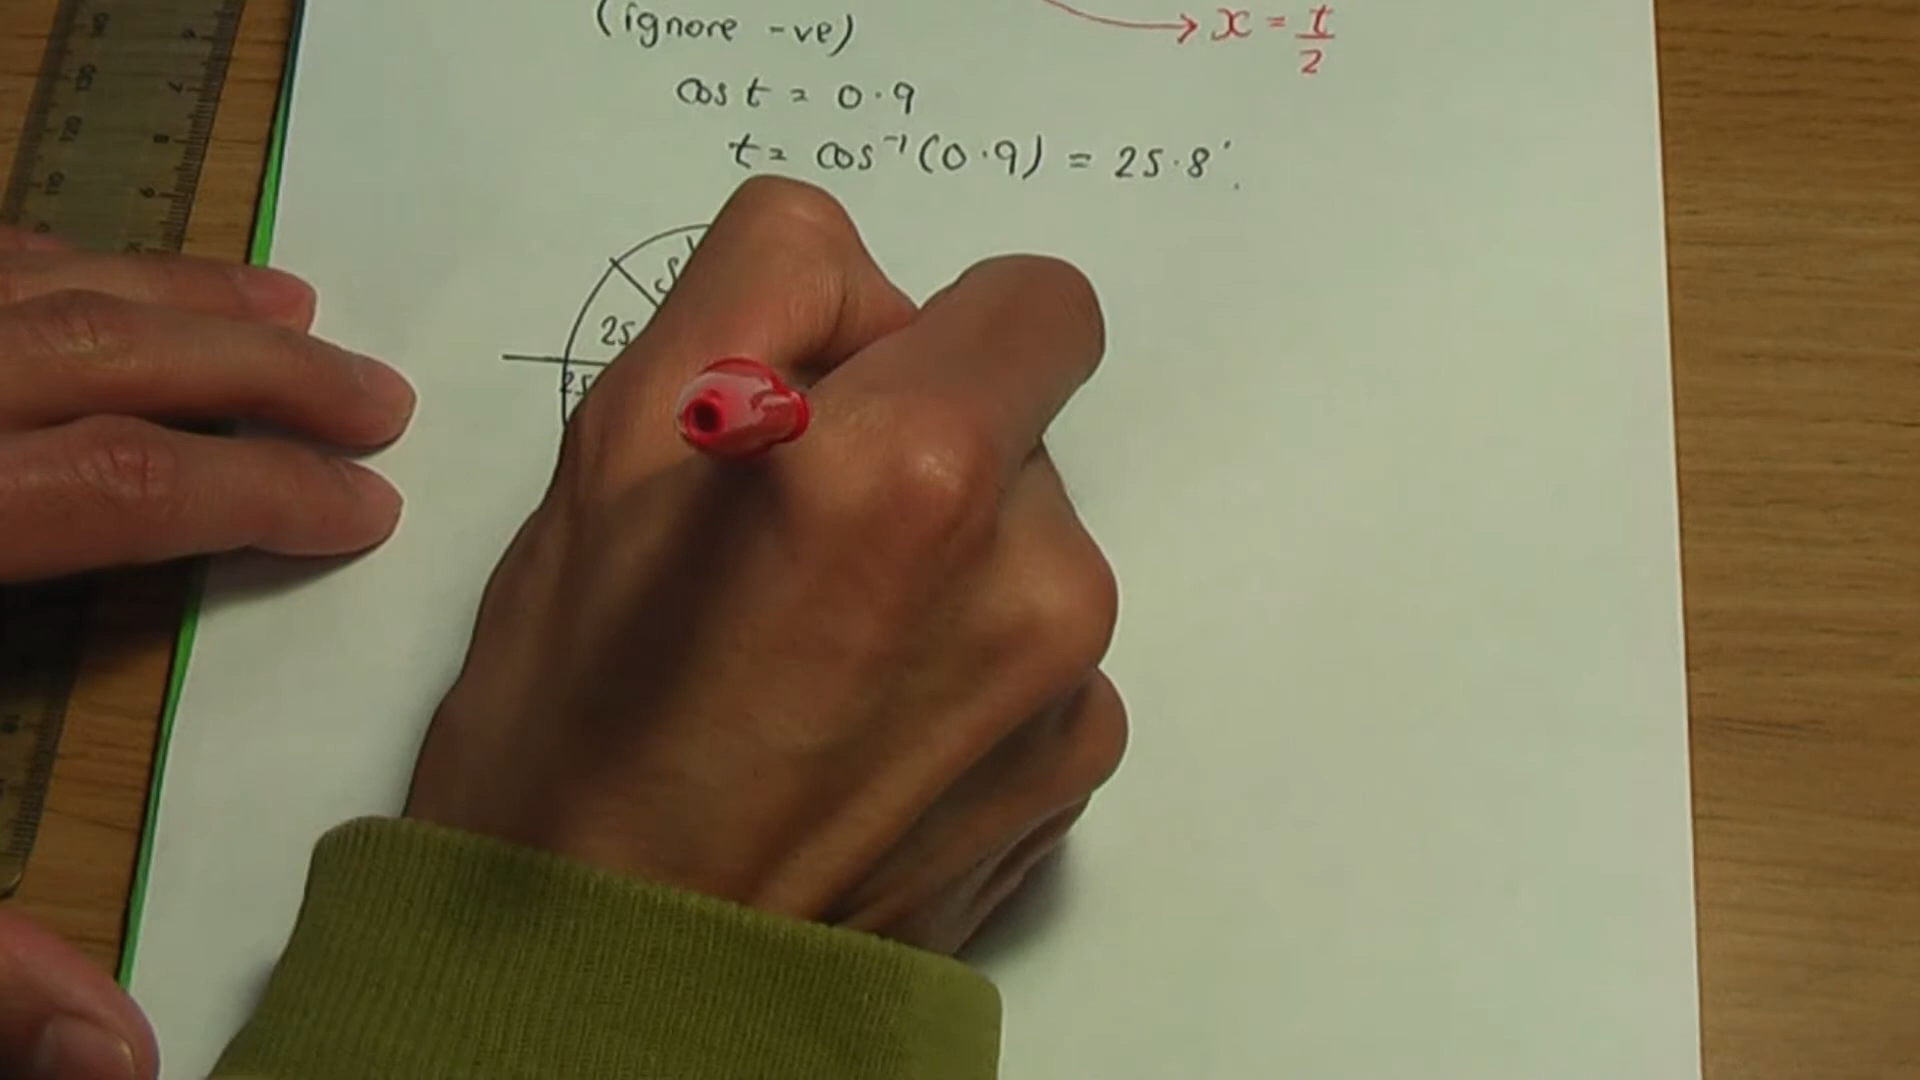 (ignore -ve)
x = t/2
cos t = 0.9
t = cos⁻¹(0.9) = 25.8°
S
25
25